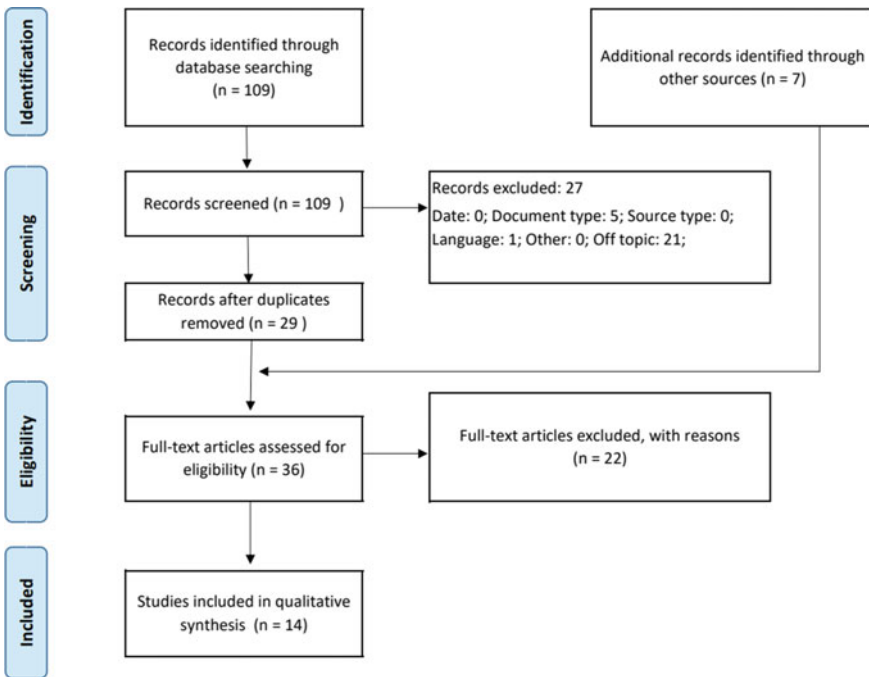 Identification
Records identified through
database searching
(n = 109)
Additional records identified through
other sources (n = 7)
Screening
Records screened (n = 109 )
Records excluded: 27
Date: 0; Document type: 5; Source type: 0;
Language: 1; Other: 0; Off topic: 21;
Records after duplicates
removed (n = 29 )
Eligibility
Full-text articles assessed for
eligibility (n = 36)
Full-text articles excluded, with reasons
(n = 22)
Included
Studies included in qualitative
synthesis (n = 14)